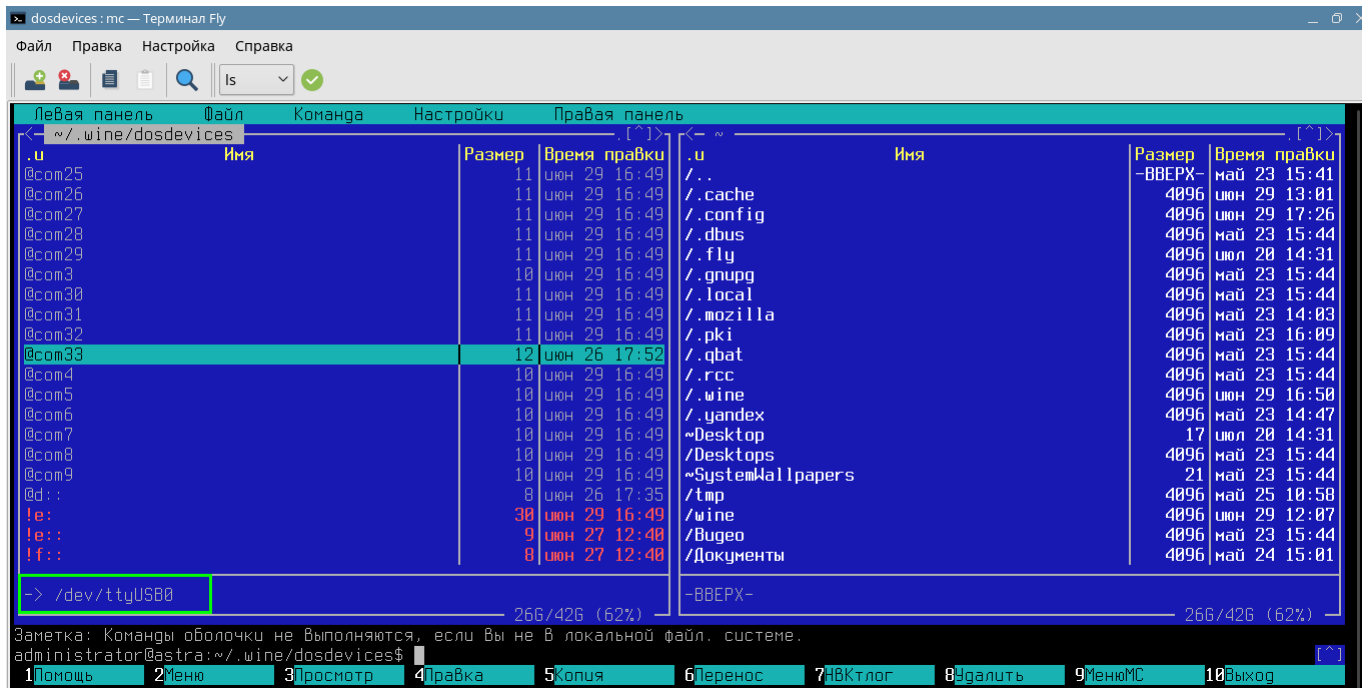 dosdevices : mc — Терминал Fly
Файл Правка Настройка Справка
ls
Левая панель Файл Команда Настройки Правая панель
~/.wine/dosdevices .[^]> <- ~ .[^]>
.и Имя Размер Время правки .и Имя Размер Время правки
@com25 11 июн 29 16:49 /.. -ВВЕРХ- май 23 15:41
@com26 11 июн 29 16:49 /.cache 4096 июн 29 13:01
@com27 11 июн 29 16:49 /.config 4096 июн 29 17:26
@com28 11 июн 29 16:49 /.dbus 4096 май 23 15:44
@com29 11 июн 29 16:49 /.fly 4096 июл 20 14:31
@com3 10 июн 29 16:49 /.gnupg 4096 май 23 15:44
@com30 11 июн 29 16:49 /.local 4096 май 23 15:44
@com31 11 июн 29 16:49 /.mozilla 4096 май 23 14:03
@com32 11 июн 29 16:49 /.pki 4096 май 23 16:09
@com33 12 июн 26 17:52 /.qbat 4096 май 23 15:44
@com4 10 июн 29 16:49 /.rcc 4096 май 23 15:44
@com5 10 июн 29 16:49 /.wine 4096 июн 29 16:50
@com6 10 июн 29 16:49 /.yandex 4096 май 23 14:47
@com7 10 июн 29 16:49 ~Desktop 17 июл 20 14:31
@com8 10 июн 29 16:49 /Desktops 4096 май 23 15:44
@com9 10 июн 29 16:49 ~SystemWallpapers 21 май 23 15:44
@d:: 8 июн 26 17:35 /tmp 4096 май 25 10:58
!e: 30 июн 29 16:49 /wine 4096 июн 29 12:07
!e:: 9 июн 27 12:40 /Видео 4096 май 23 15:44
!f:: 8 июн 27 12:40 /Документы 4096 май 24 15:01
-> /dev/ttyUSB0 -ВВЕРХ-
26G/42G (62%) 26G/42G (62%)
Заметка: Команды оболочки не выполняются, если Вы не в локальной файл. системе.
administrator@astra:~/.wine/dosdevices$ [^]
1Помощь 2Меню 3Просмотр 4Правка 5Копия 6Перенос 7НВКтлог 8Удалить 9МенюMC 10Выход